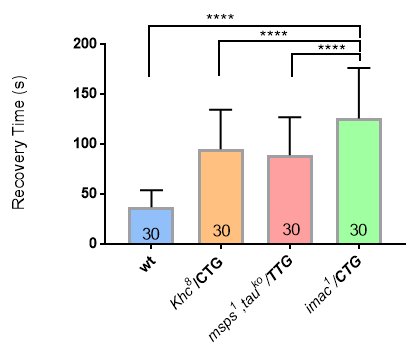 ****
****
****
Recovery Time (s)
200
150
100
50
0
30
30
30
30
wt
Khc⁸/CTG
msps¹,tauᵏᵒ/TTG
imac¹/CTG